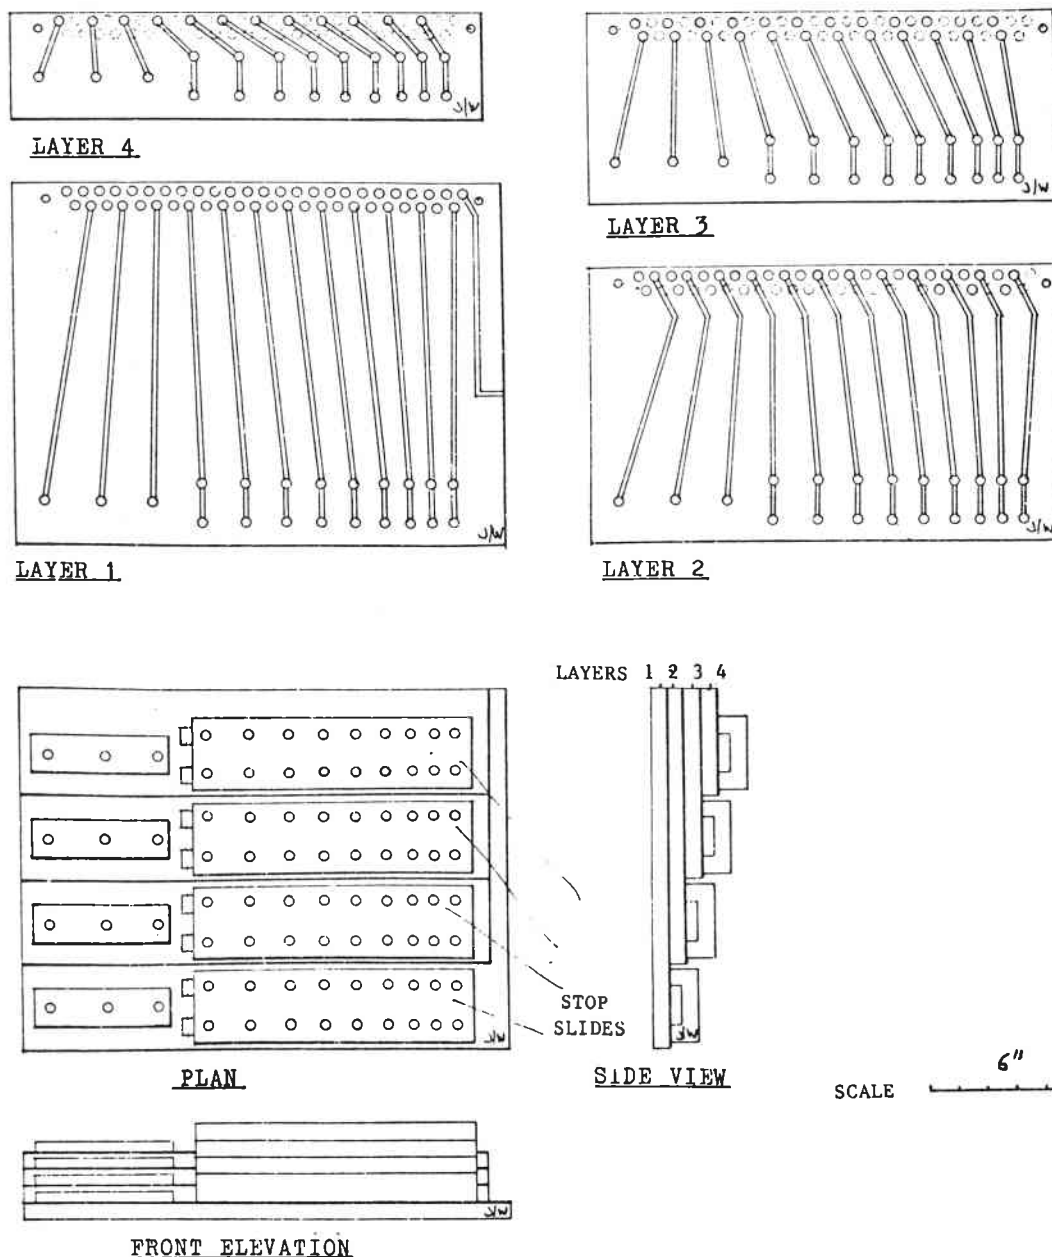 J/W
LAYER 4
J/W
LAYER 3
J/W
LAYER 1
J/W
LAYER 2
LAYERS 1 2 3 4
STOP
SLIDES
J/W
PLAN
J/W
SIDE VIEW
6"
SCALE
J/W
FRONT ELEVATION